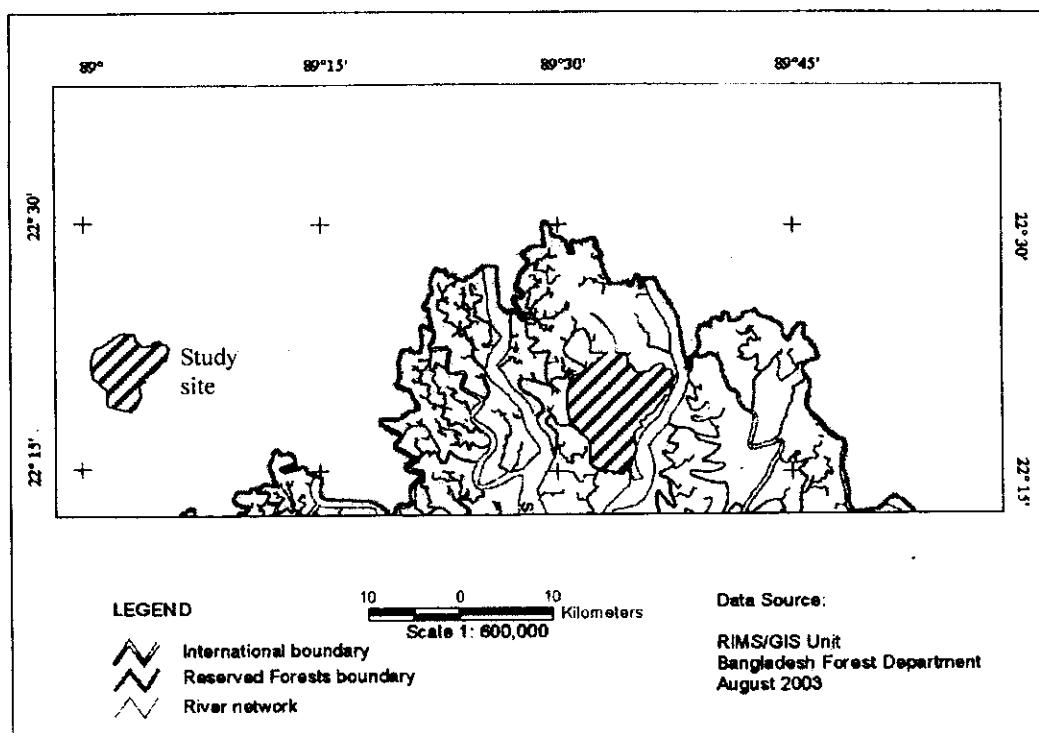 89°
89°15'
89°30'
89°45'
22°30'
22°30'
Study
site
22°15'
22°15'
S
10 0 10
Kilometers
Scale 1: 600,000
LEGEND
International boundary
Reserved Forests boundary
River network
Data Source:
RIMS/GIS Unit
Bangladesh Forest Department
August 2003